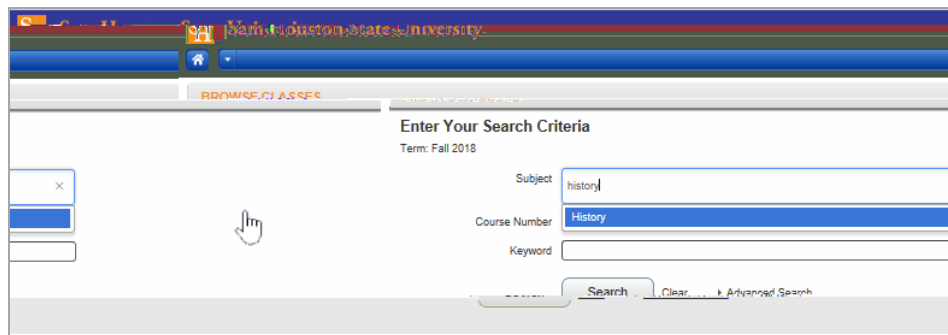 Sam Houston State University
BROWSE CLASSES
Enter Your Search Criteria
Term: Fall 2018
Subject
history
Course Number
History
Keyword
Search
Clear
Advanced Search